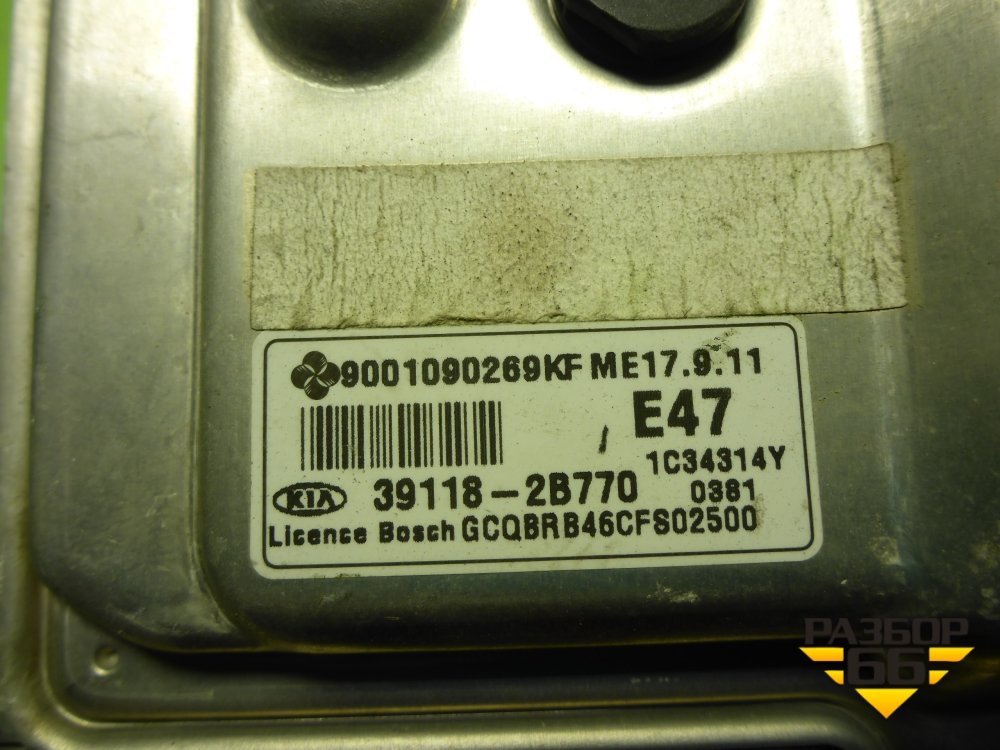 9001090269KF ME17.9.11
E47
1C34314Y
KIA 39118-2B770 0381
Licence Bosch GCQBRB46CFS02500
РАЗБОР
66